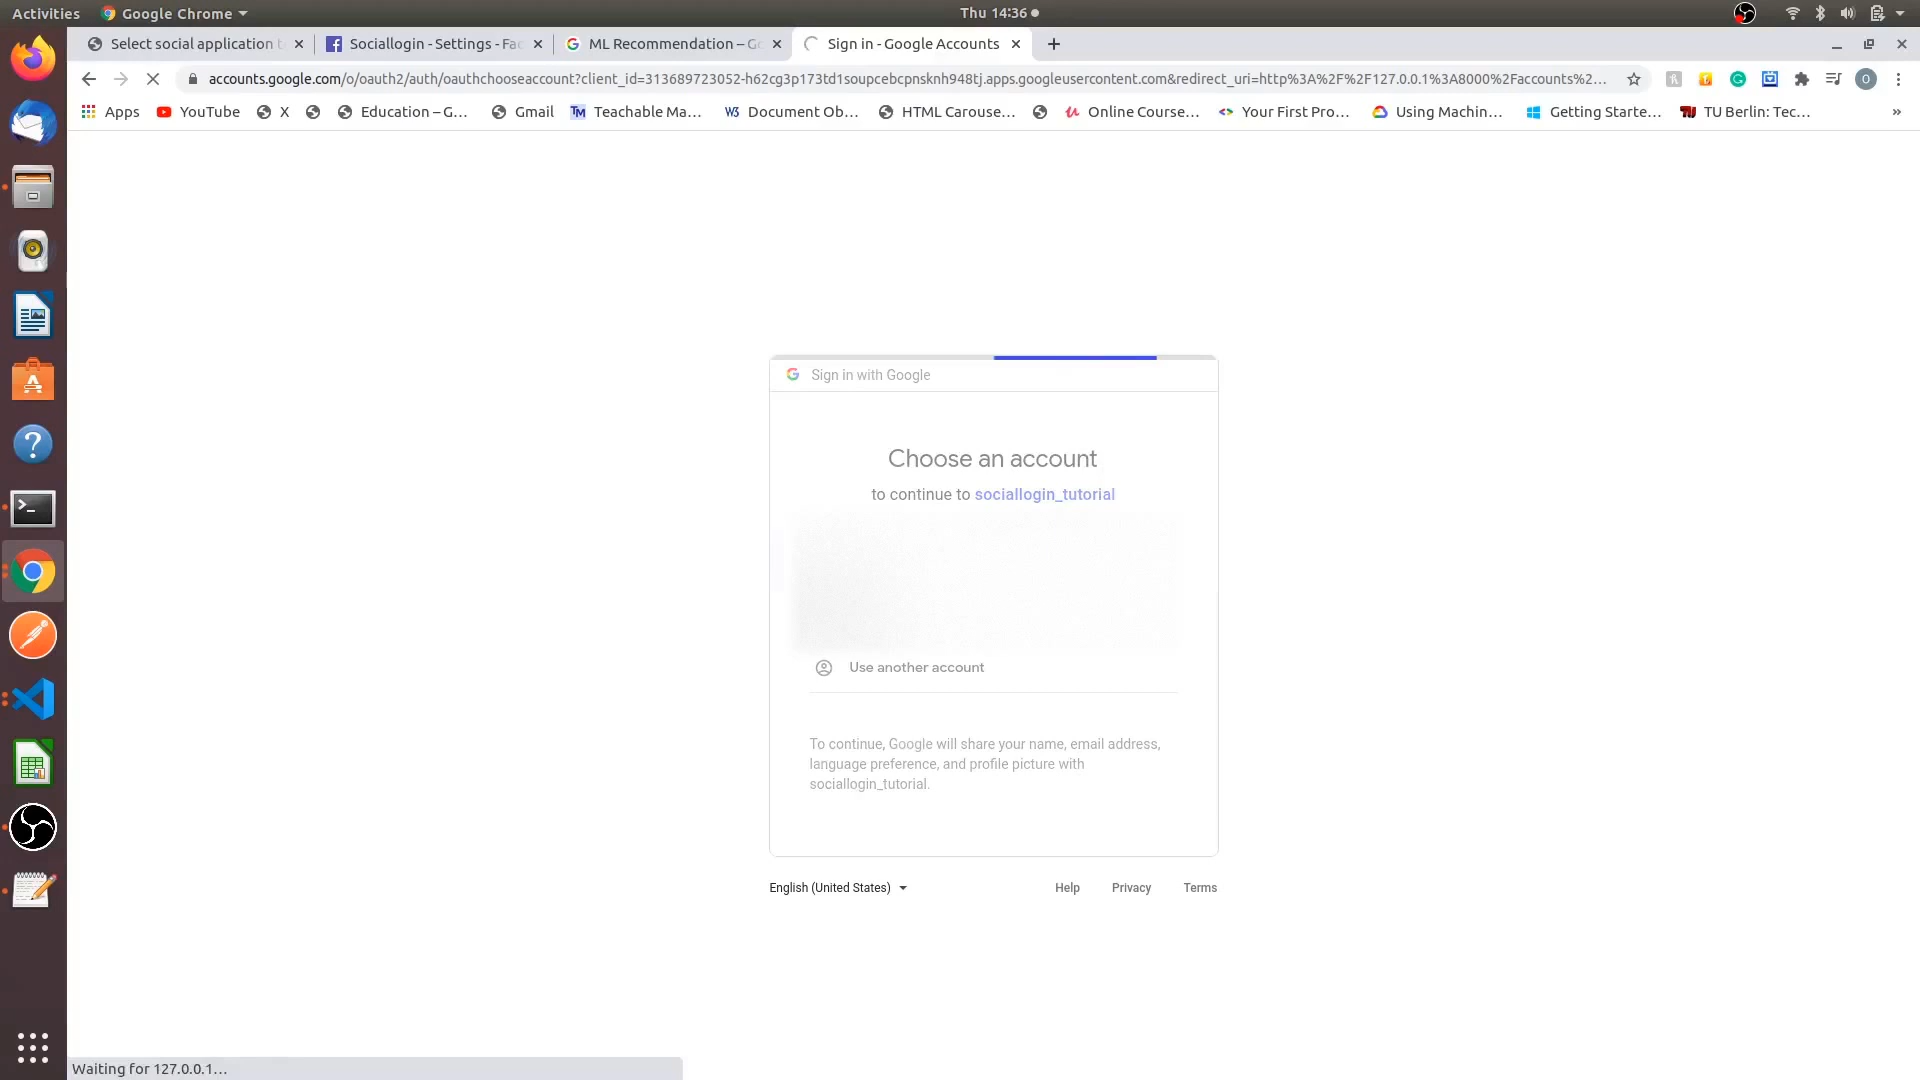 Activities Google Chrome Thu 14:36
Select social application t Sociallogin - Settings - Fac ML Recommendation – Go Sign in - Google Accounts
accounts.google.com/o/oauth2/auth/oauthchooseaccount?client_id=313689723052-h62cg3p173td1soupcebcpnsknh948tj.apps.googleusercontent.com&redirect_uri=http%3A%2F%2F127.0.0.1%3A8000%2Faccounts%2...
Apps YouTube X Education – G... Gmail Teachable Ma... Document Ob... HTML Carouse... Online Course... Your First Pro... Using Machin... Getting Starte... TU Berlin: Tec... »
Sign in with Google
Choose an account
to continue to sociallogin_tutorial
Use another account
To continue, Google will share your name, email address,
language preference, and profile picture with
sociallogin_tutorial.
English (United States) Help Privacy Terms
Waiting for 127.0.0.1...